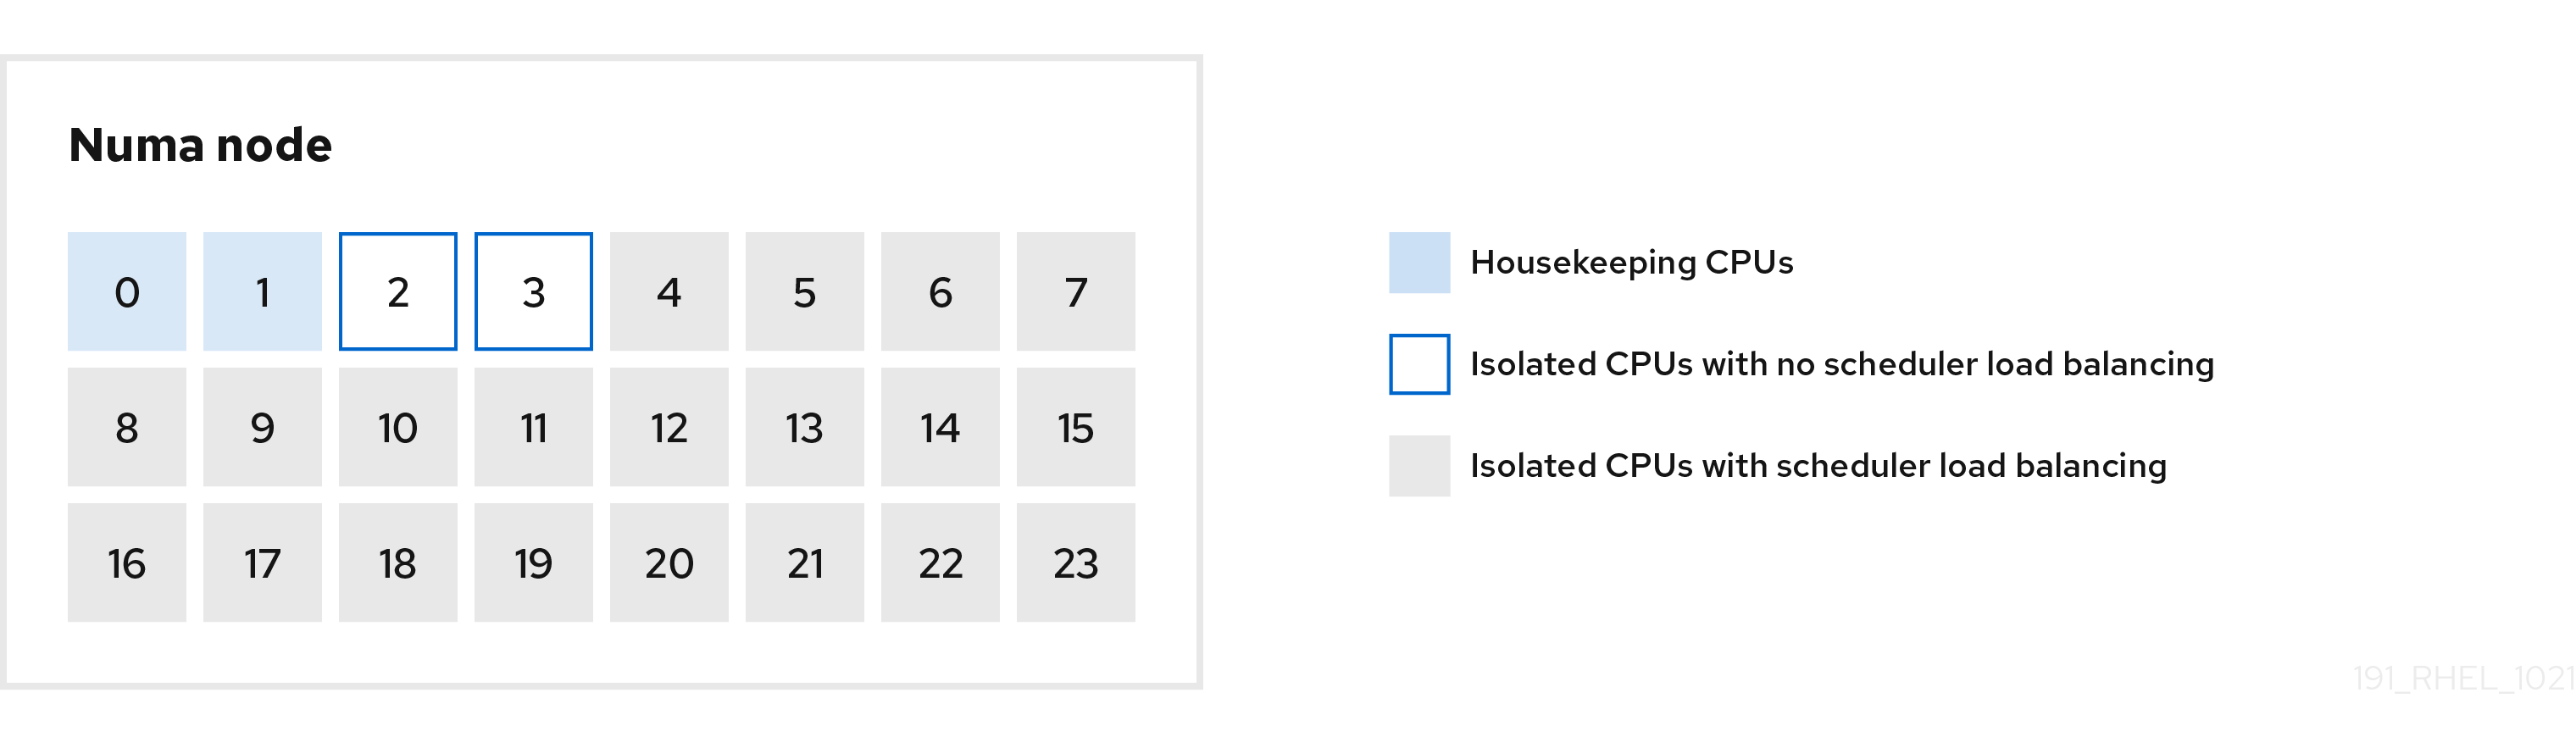 Numa node
0 1 2 3 4 5 6 7
8 9 10 11 12 13 14 15
16 17 18 19 20 21 22 23
Housekeeping CPUs
Isolated CPUs with no scheduler load balancing
Isolated CPUs with scheduler load balancing
191_RHEL_1021